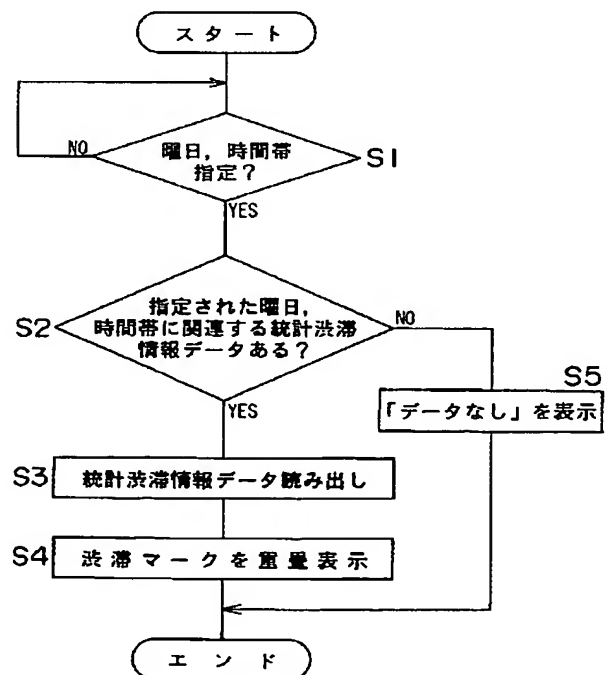 スタート
NO
曜日，時間帯
指定？
S1
YES
指定された曜日，
S2
時間帯に関連する統計渋滞
情報データある？
NO
YES
S5
「データなし」を表示
S3
統計渋滞情報データ読み出し
S4
渋滞マークを重畳表示
エンド